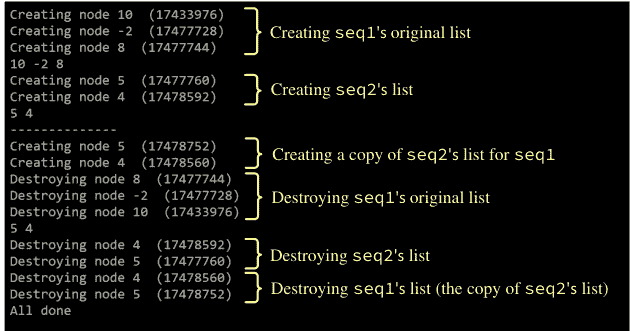 Creating node 10 (17433976)
Creating node -2 (17477728)
Creating node 8 (17477744)
Creating seq1's original list
10 -2 8
Creating node 5 (17477760)
Creating node 4 (17478592)
Creating seq2's list
5 4
--------------
Creating node 5 (17478752)
Creating node 4 (17478560)
Creating a copy of seq2's list for seq1
Destroying node 8 (17477744)
Destroying node -2 (17477728)
Destroying node 10 (17433976)
Destroying seq1's original list
5 4
Destroying node 4 (17478592)
Destroying node 5 (17477760)
Destroying seq2's list
Destroying node 4 (17478560)
Destroying node 5 (17478752)
Destroying seq1's list (the copy of seq2's list)
All done